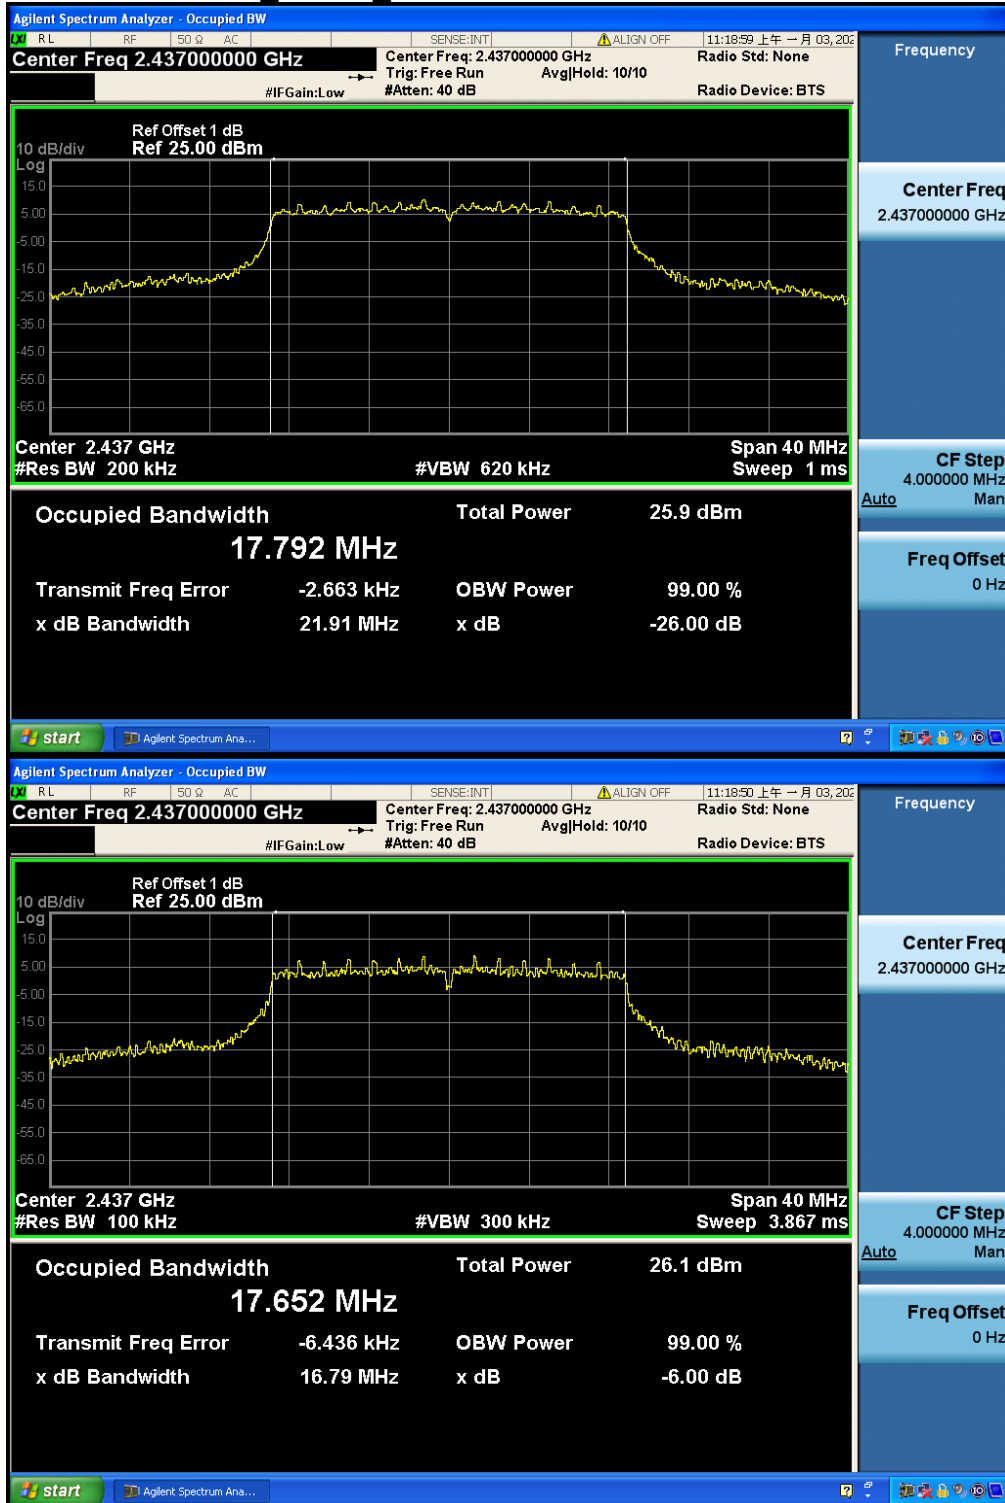 Agilent Spectrum Analyzer - Occupied BW
LXI RL RF 50 Ω AC SENSE:INT ALIGN OFF 11:18:59 上午 一月 03, 202
Center Freq 2.437000000 GHz
Center Freq: 2.437000000 GHz Radio Std: None
Trig: Free Run Avg|Hold: 10/10
#IFGain:Low #Atten: 40 dB Radio Device: BTS
Frequency
Ref Offset 1 dB
10 dB/div Ref 25.00 dBm
Log
15.0
5.00
-5.00
-15.0
-25.0
-35.0
-45.0
-55.0
-65.0
Center 2.437 GHz Span 40 MHz
#Res BW 200 kHz #VBW 620 kHz Sweep 1 ms
Center Freq
2.437000000 GHz
CF Step
4.000000 MHz
Auto Man
Freq Offset
0 Hz
Occupied Bandwidth Total Power 25.9 dBm
17.792 MHz
Transmit Freq Error -2.663 kHz OBW Power 99.00 %
x dB Bandwidth 21.91 MHz x dB -26.00 dB
start Agilent Spectrum Ana...
Agilent Spectrum Analyzer - Occupied BW
LXI RL RF 50 Ω AC SENSE:INT ALIGN OFF 11:18:50 上午 一月 03, 202
Center Freq 2.437000000 GHz
Center Freq: 2.437000000 GHz Radio Std: None
Trig: Free Run Avg|Hold: 10/10
#IFGain:Low #Atten: 40 dB Radio Device: BTS
Frequency
Ref Offset 1 dB
10 dB/div Ref 25.00 dBm
Log
15.0
5.00
-5.00
-15.0
-25.0
-35.0
-45.0
-55.0
-65.0
Center 2.437 GHz Span 40 MHz
#Res BW 100 kHz #VBW 300 kHz Sweep 3.867 ms
Center Freq
2.437000000 GHz
CF Step
4.000000 MHz
Auto Man
Freq Offset
0 Hz
Occupied Bandwidth Total Power 26.1 dBm
17.652 MHz
Transmit Freq Error -6.436 kHz OBW Power 99.00 %
x dB Bandwidth 16.79 MHz x dB -6.00 dB
start Agilent Spectrum Ana...